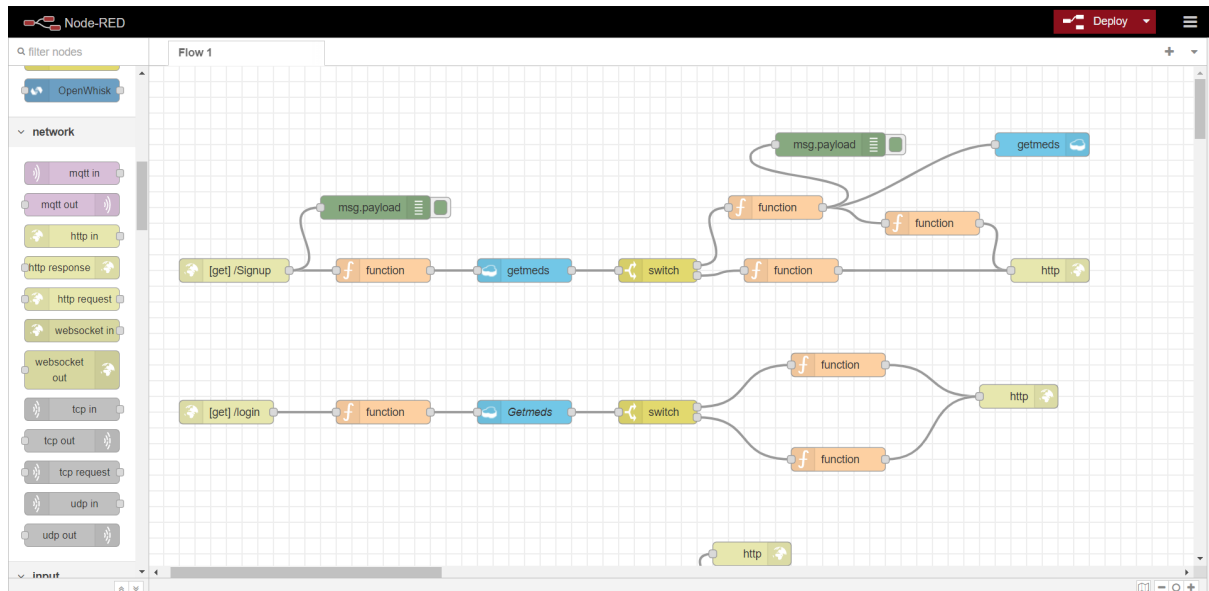 Node-RED
Deploy
filter nodes
Flow 1
OpenWhisk
network
mqtt in
mqtt out
http in
http response
http request
websocket in
websocket
out
tcp in
tcp out
tcp request
udp in
udp out
input
msg.payload
getmeds
msg.payload
function
function
[get] /Signup
function
getmeds
switch
function
http
function
[get] /login
function
Getmeds
switch
http
function
http